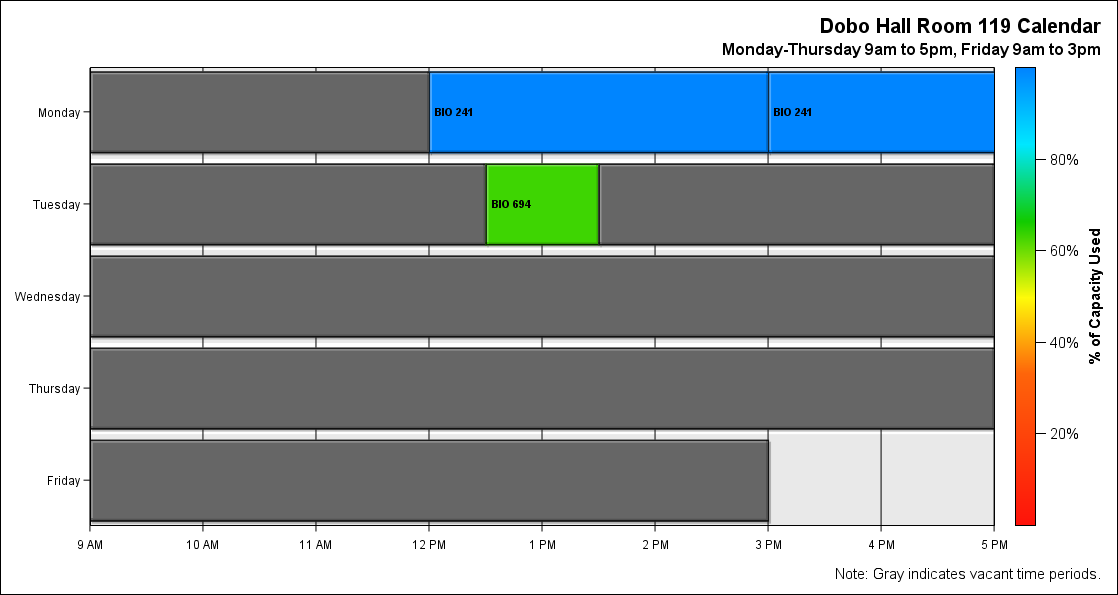 Dobo Hall Room 119 Calendar
Monday-Thursday 9am to 5pm, Friday 9am to 3pm
Monday
BIO 241
BIO 241
Tuesday
BIO 694
Wednesday
Thursday
Friday
9 AM
10 AM
11 AM
12 PM
1 PM
2 PM
3 PM
4 PM
5 PM
80%
60%
40%
20%
% of Capacity Used
Note: Gray indicates vacant time periods.